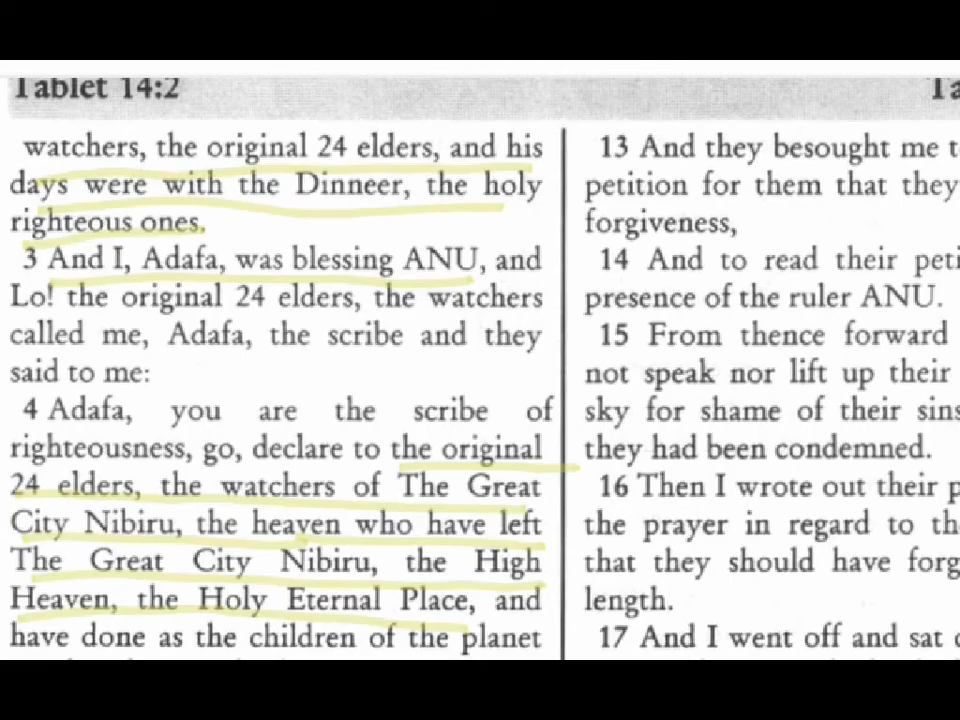 Tablet 14:2
watchers, the original 24 elders, and his
days were with the Dinneer, the holy
righteous ones.
3 And I, Adafa, was blessing ANU, and
Lo! the original 24 elders, the watchers
called me, Adafa, the scribe and they
said to me:
4 Adafa, you are the scribe of
righteousness, go, declare to the original
24 elders, the watchers of The Great
City Nibiru, the heaven who have left
The Great City Nibiru, the High
Heaven, the Holy Eternal Place, and
have done as the children of the planet
13 And they besought me
petition for them that they
forgiveness,
14 And to read their
presence of the ruler ANU.
15 From thence forward
not speak nor lift up their
sky for shame of their sins
they had been condemned.
16 Then I wrote out their
the prayer in regard to
that they should have
length.
17 And I went off and sat